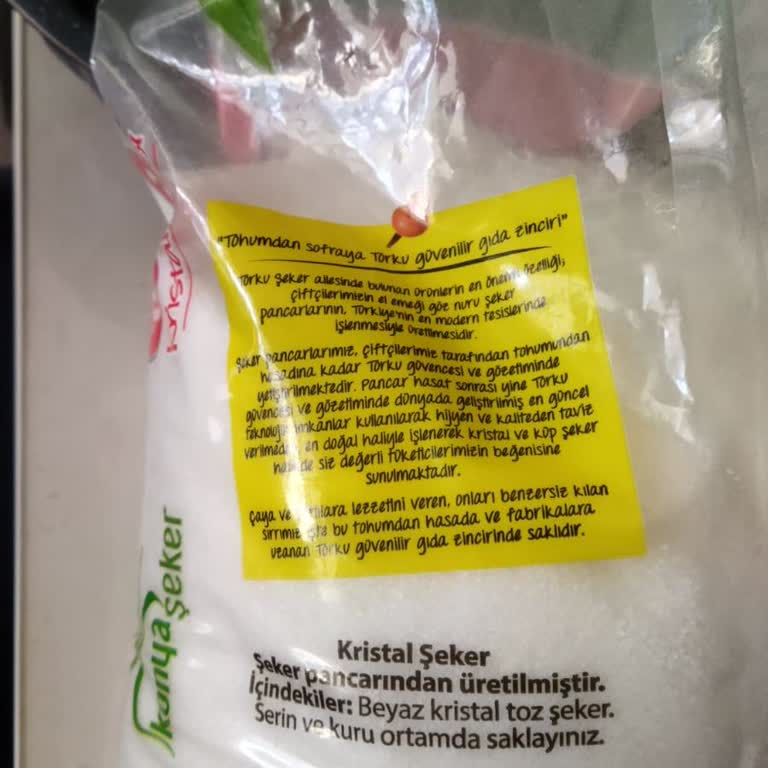 "Tohumdan sofraya Torku güvenilir gıda zinciri"
Torku Şeker ailesinde bulunan ürünlerin en önemli özelliği;
çiftçilerimizin el emeği göz nuru şeker
pancarlarının, Türkiye'nin en modern tesislerinde
işlenmesiyle üretilmesidir.
Şeker pancarlarımız, çiftçilerimiz tarafından tohumundan
hasadına kadar Torku güvencesi ve gözetiminde
yetiştirilmektedir. Pancar hasat sonrası yine Torku
güvencesi ve gözetiminde dünyada geliştirilmiş en güncel
teknolojik imkanlar kullanılarak hijyen ve kaliteden taviz
verilmeden, en doğal haliyle işlenerek kristal ve küp şeker
halinde siz değerli tüketicilerimizin beğenisine
sunulmaktadır.
Çaya ve tatlılara lezzetini veren, onları benzersiz kılan
sırrımız işte bu tohumdan hasada ve fabrikalara
uzanan Torku güvenilir gıda zincirinde saklıdır.
Kristal
konya
şeker
Kristal Şeker
Şeker pancarından üretilmiştir.
İçindekiler: Beyaz kristal toz şeker.
Serin ve kuru ortamda saklayınız.